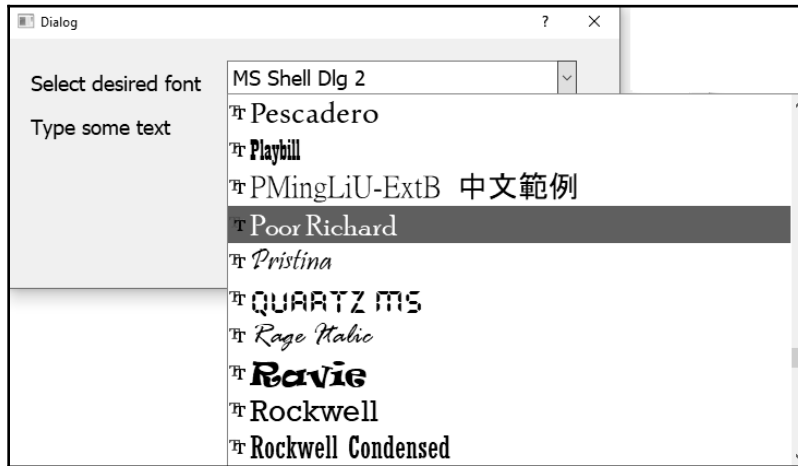 Dialog ?
Select desired font MS Shell Dlg 2
Type some text
Pescadero
Playbill
PMingLiU-ExtB 中文範例
Poor Richard
Pristina
QUARTZ MS
Rage Italic
Ravie
Rockwell
Rockwell Condensed